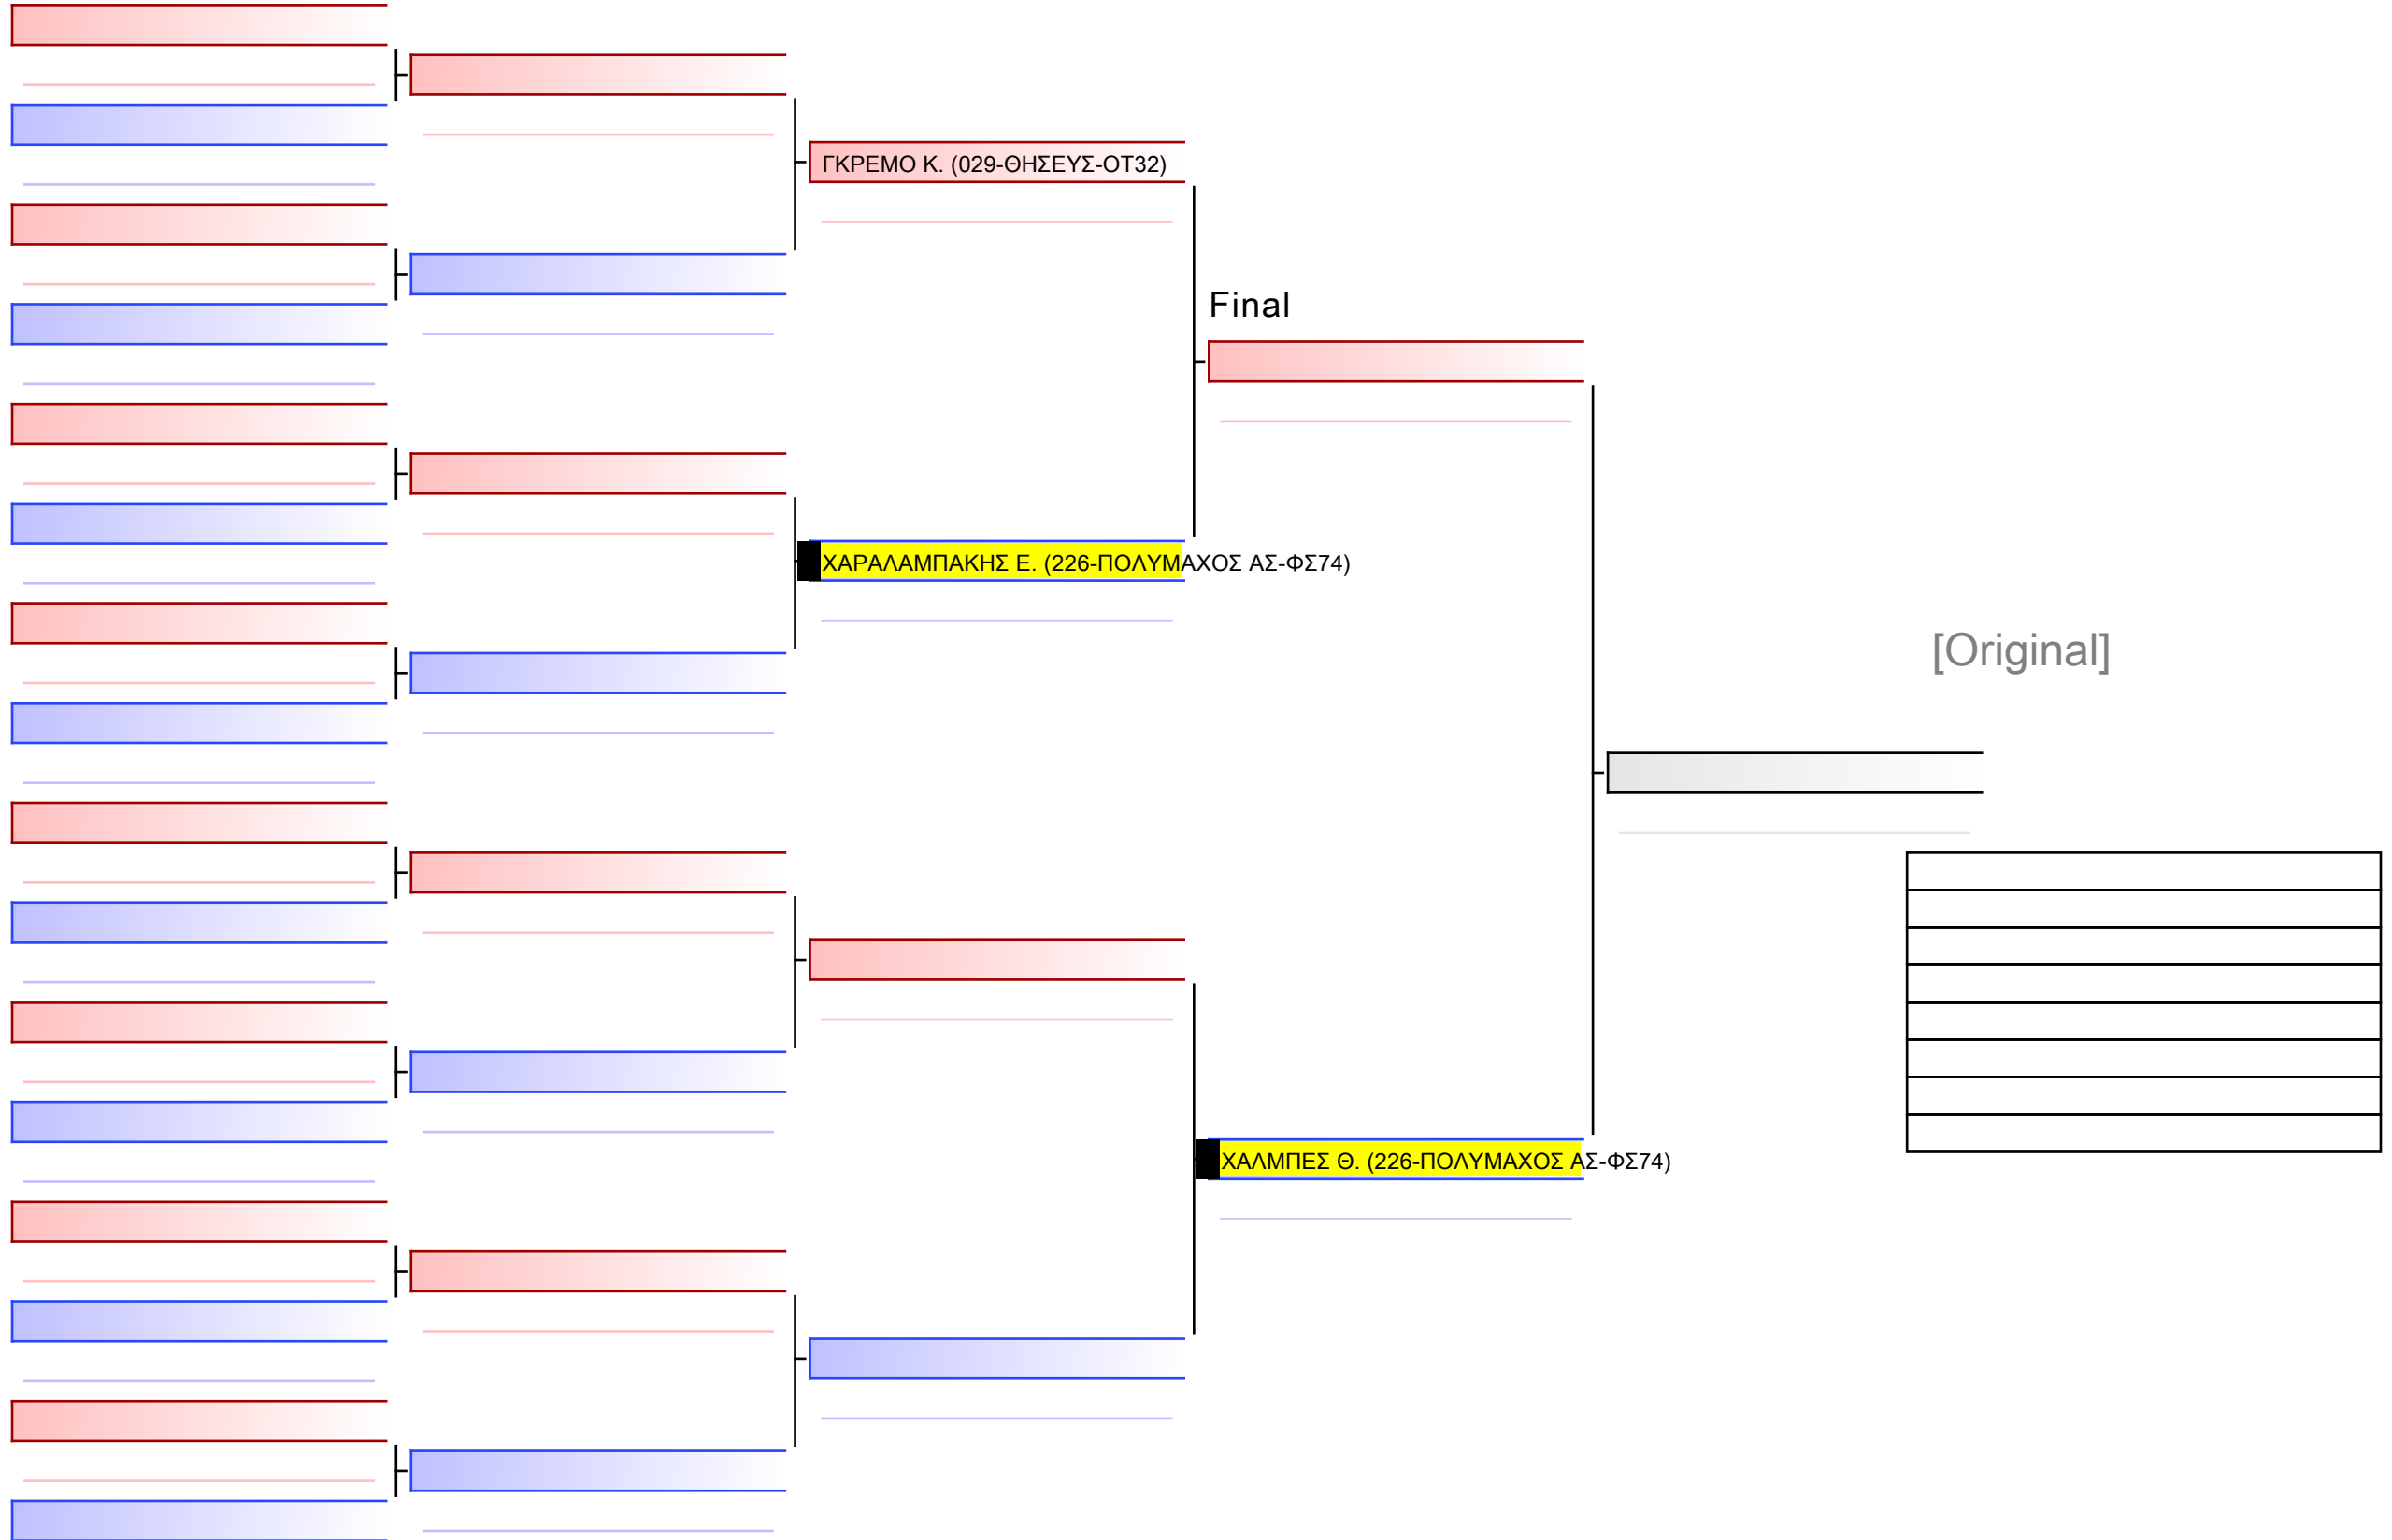 ΓΚΡΕΜΟ Κ. (029-ΘΗΣΕΥΣ-ΟΤ32)
Final
ΧΑΡΑΛΑΜΠΑΚΗΣ Ε. (226-ΠΟΛΥΜΑΧΟΣ ΑΣ-ΦΣ74)
[Original]
ΧΑΛΜΠΕΣ Θ. (226-ΠΟΛΥΜΑΧΟΣ ΑΣ-ΦΣ74)